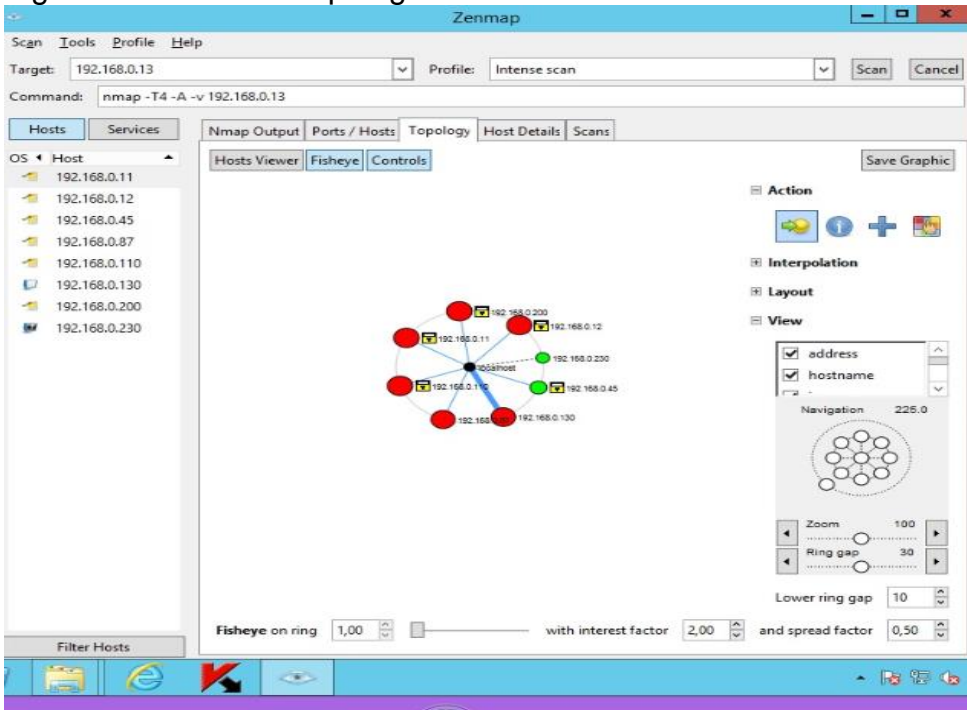 Zenmap
Scan Tools Profile Help
Target: 192.168.0.13 Profile: Intense scan Scan Cancel
Command: nmap -T4 -A -v 192.168.0.13
Hosts Services
Nmap Output Ports / Hosts Topology Host Details Scans
OS Host
Hosts Viewer Fisheye Controls Save Graphic
192.168.0.11
192.168.0.12
192.168.0.45
192.168.0.87
192.168.0.110
192.168.0.130
192.168.0.200
192.168.0.230
Action
Interpolation
Layout
View
address
hostname
Navigation 225.0
Zoom 100
Ring gap 30
Lower ring gap 10
192.168.0.200
192.168.0.12
192.168.0.11
192.168.0.230
localhost
192.168.0.45
192.168.0.130
Fisheye on ring 1,00 with interest factor 2,00 and spread factor 0,50
Filter Hosts